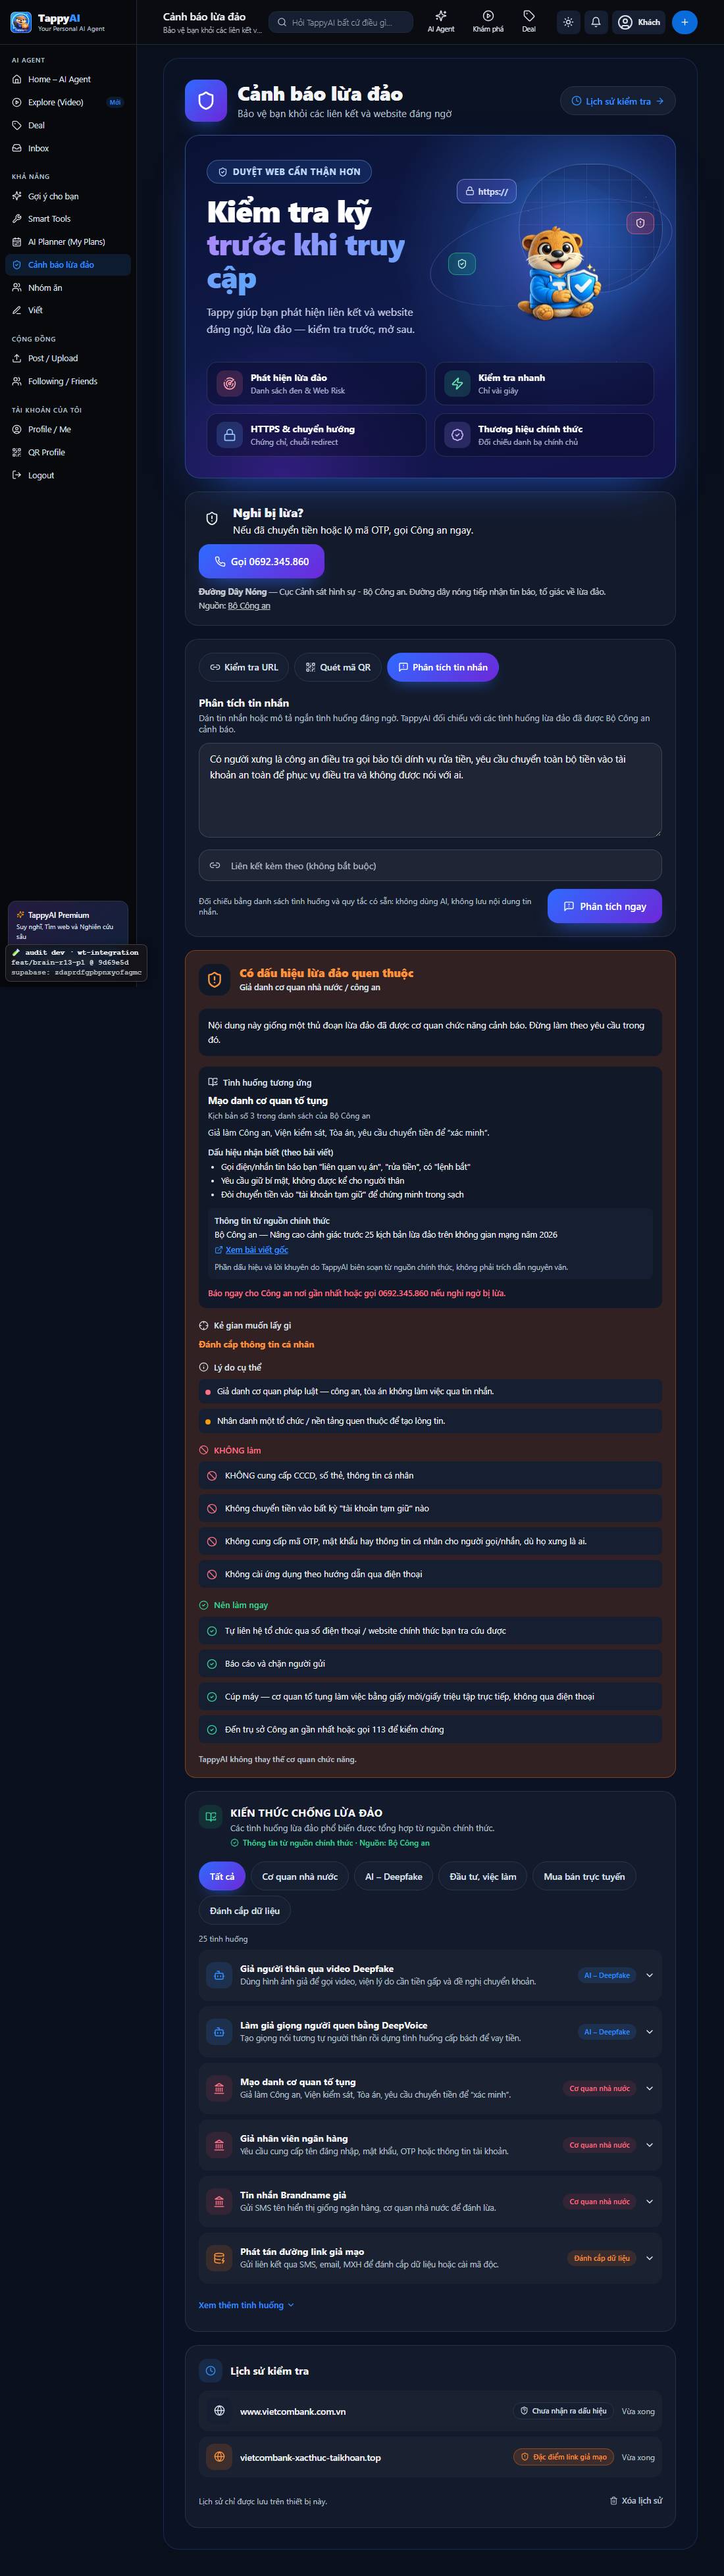 TappyAI
Your Personal AI Agent
Cảnh báo lừa đảo
Bảo vệ bạn khỏi các liên kết v...
Hỏi TappyAI bất cứ điều gì...
AI Agent
Khám phá
Deal
Khách
AI AGENT
Home – AI Agent
Explore (Video)
Mới
Deal
Inbox
KHẢ NĂNG
Gợi ý cho bạn
Smart Tools
AI Planner (My Plans)
Cảnh báo lừa đảo
Nhóm ăn
Viết
CỘNG ĐỒNG
Post / Upload
Following / Friends
TÀI KHOẢN CỦA TÔI
Profile / Me
QR Profile
Logout
TappyAI Premium
Suy nghĩ, Tìm web và Nghiên cứu sâu
audit dev · wt-integration
feat/brain-r13-p1 @ 9d69e5d
Cảnh báo lừa đảo
Bảo vệ bạn khỏi các liên kết và website đáng ngờ
Lịch sử kiểm tra
DUYỆT WEB CẨN THẬN HƠN
Kiểm tra kỹ
trước khi truy
cập
Tappy giúp bạn phát hiện liên kết và website
đáng ngờ, lừa đảo — kiểm tra trước, mở sau.
https://
Phát hiện lừa đảo
Danh sách đen & Web Risk
Kiểm tra nhanh
Chỉ vài giây
HTTPS & chuyển hướng
Chứng chỉ, chuỗi redirect
Thương hiệu chính thức
Đối chiếu danh bạ chính chủ
Nghi bị lừa?
Nếu đã chuyển tiền hoặc lộ mã OTP, gọi Công an ngay.
Gọi 0692.345.860
Đường Dây Nóng — Cục Cảnh sát hình sự - Bộ Công an. Đường dây nóng tiếp nhận tin báo, tố giác về lừa đảo.
Nguồn: Bộ Công an
Kiểm tra URL
Quét mã QR
Phân tích tin nhắn
Phân tích tin nhắn
Dán tin nhắn hoặc mô tả ngắn tình huống đáng ngờ. TappyAI đối chiếu với các tình huống lừa đảo đã được Bộ Công an
cảnh báo.
Có người xưng là công an điều tra gọi bảo tôi dính vụ rửa tiền, yêu cầu chuyển toàn bộ tiền vào tài
khoản an toàn để phục vụ điều tra và không được nói với ai.
Liên kết kèm theo (không bắt buộc)
Đối chiếu bằng danh sách tình huống và quy tắc có sẵn: không dùng AI, không lưu nội dung tin
nhắn.
Phân tích ngay
Có dấu hiệu lừa đảo quen thuộc
Giả danh cơ quan nhà nước / công an
Nội dung này giống một thủ đoạn lừa đảo đã được cơ quan chức năng cảnh báo. Đừng làm theo yêu cầu trong
đó.
Tình huống tương ứng
Mạo danh cơ quan tố tụng
Kịch bản số 3 trong danh sách của Bộ Công an
Giả làm Công an, Viện kiểm sát, Tòa án, yêu cầu chuyển tiền để "xác minh".
Dấu hiệu nhận biết (theo bài viết)
• Gọi điện/nhắn tin báo bạn "liên quan vụ án", "rửa tiền", có "lệnh bắt"
• Yêu cầu giữ bí mật, không được kể cho người thân
• Đòi chuyển tiền vào "tài khoản tạm giữ" để chứng minh trong sạch
Thông tin từ nguồn chính thức
Bộ Công an — Nâng cao cảnh giác trước 25 kịch bản lừa đảo trên không gian mạng năm 2026
Xem bài viết gốc
Phần dấu hiệu và lời khuyên do TappyAI biên soạn từ nguồn chính thức, không phải trích dẫn nguyên văn.
Báo ngay cho Công an nơi gần nhất hoặc gọi 0692.345.860 nếu nghi ngờ bị lừa.
Kẻ gian muốn lấy gì
Đánh cắp thông tin cá nhân
Lý do cụ thể
Giả danh cơ quan pháp luật — công an, tòa án không làm việc qua tin nhắn.
Nhân danh một tổ chức / nền tảng quen thuộc để tạo lòng tin.
KHÔNG làm
KHÔNG cung cấp CCCD, số thẻ, thông tin cá nhân
Không chuyển tiền vào bất kỳ "tài khoản tạm giữ" nào
Không cung cấp mã OTP, mật khẩu hay thông tin cá nhân cho người gọi/nhắn, dù họ xưng là ai.
Không cài ứng dụng theo hướng dẫn qua điện thoại
Nên làm ngay
Tự liên hệ tổ chức qua số điện thoại / website chính thức bạn tra cứu được
Báo cáo và chặn người gửi
Cúp máy — cơ quan tố tụng làm việc bằng giấy mời/giấy triệu tập trực tiếp, không qua điện thoại
Đến trụ sở Công an gần nhất hoặc gọi 113 để kiểm chứng
TappyAI không thay thế cơ quan chức năng.
KIẾN THỨC CHỐNG LỪA ĐẢO
Các tình huống lừa đảo phổ biến được tổng hợp từ nguồn chính thức.
Thông tin từ nguồn chính thức · Nguồn: Bộ Công an
Tất cả
Cơ quan nhà nước
AI – Deepfake
Đầu tư, việc làm
Mua bán trực tuyến
Đánh cắp dữ liệu
25 tình huống
Giả người thân qua video Deepfake
Dùng hình ảnh giả để gọi video, viện lý do cần tiền gấp và đề nghị chuyển khoản.
AI – Deepfake
Làm giả giọng người quen bằng DeepVoice
Tạo giọng nói tương tự người thân rồi dựng tình huống cấp bách để vay tiền.
AI – Deepfake
Mạo danh cơ quan tố tụng
Giả làm Công an, Viện kiểm sát, Tòa án, yêu cầu chuyển tiền để "xác minh".
Cơ quan nhà nước
Giả nhân viên ngân hàng
Yêu cầu cung cấp tên đăng nhập, mật khẩu, OTP hoặc thông tin tài khoản.
Cơ quan nhà nước
Tin nhắn Brandname giả
Gửi SMS tên hiển thị giống ngân hàng, cơ quan nhà nước để đánh lừa.
Cơ quan nhà nước
Phát tán đường link giả mạo
Gửi liên kết qua SMS, email, MXH để đánh cắp dữ liệu hoặc cài mã độc.
Đánh cắp dữ liệu
Xem thêm tình huống
Lịch sử kiểm tra
www.vietcombank.com.vn
Chưa nhận ra dấu hiệu
Vừa xong
vietcombank-xacthuc-taikhoan.top
Đặc điểm link giả mạo
Vừa xong
Lịch sử chỉ được lưu trên thiết bị này.
Xóa lịch sử